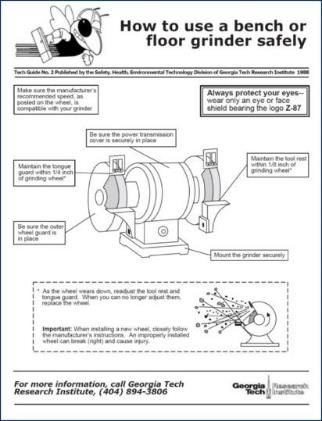 How to use a bench or
floor grinder safely
Tech Guide No. 2 Published by the Safety, Health, Environmental Technology Division of Georgia Tech Research Institute 1988
Make sure the manufacturer's
recommended speed, as
posted on the wheel, is
compatible with your grinder
Always protect your eyes--
wear only an eye or face
shield bearing the logo Z-87
Be sure the power transmission
cover is securely in place
Maintain the tongue
guard within 1/4 inch
of grinding wheel*
Maintain the tool rest
within 1/8 inch of
grinding wheel*
Be sure the outer
wheel guard is
in place
Mount the grinder securely
* As the wheel wears down, readjust the tool rest and
tongue guard. When you can no longer adjust them,
replace the wheel.
Important: When installing a new wheel, closely follow
the manufacturer's instructions. An improperly installed
wheel can break (right) and cause injury.
For more information, call Georgia Tech
Research Institute, (404) 894-3806
Georgia Tech Research Institute